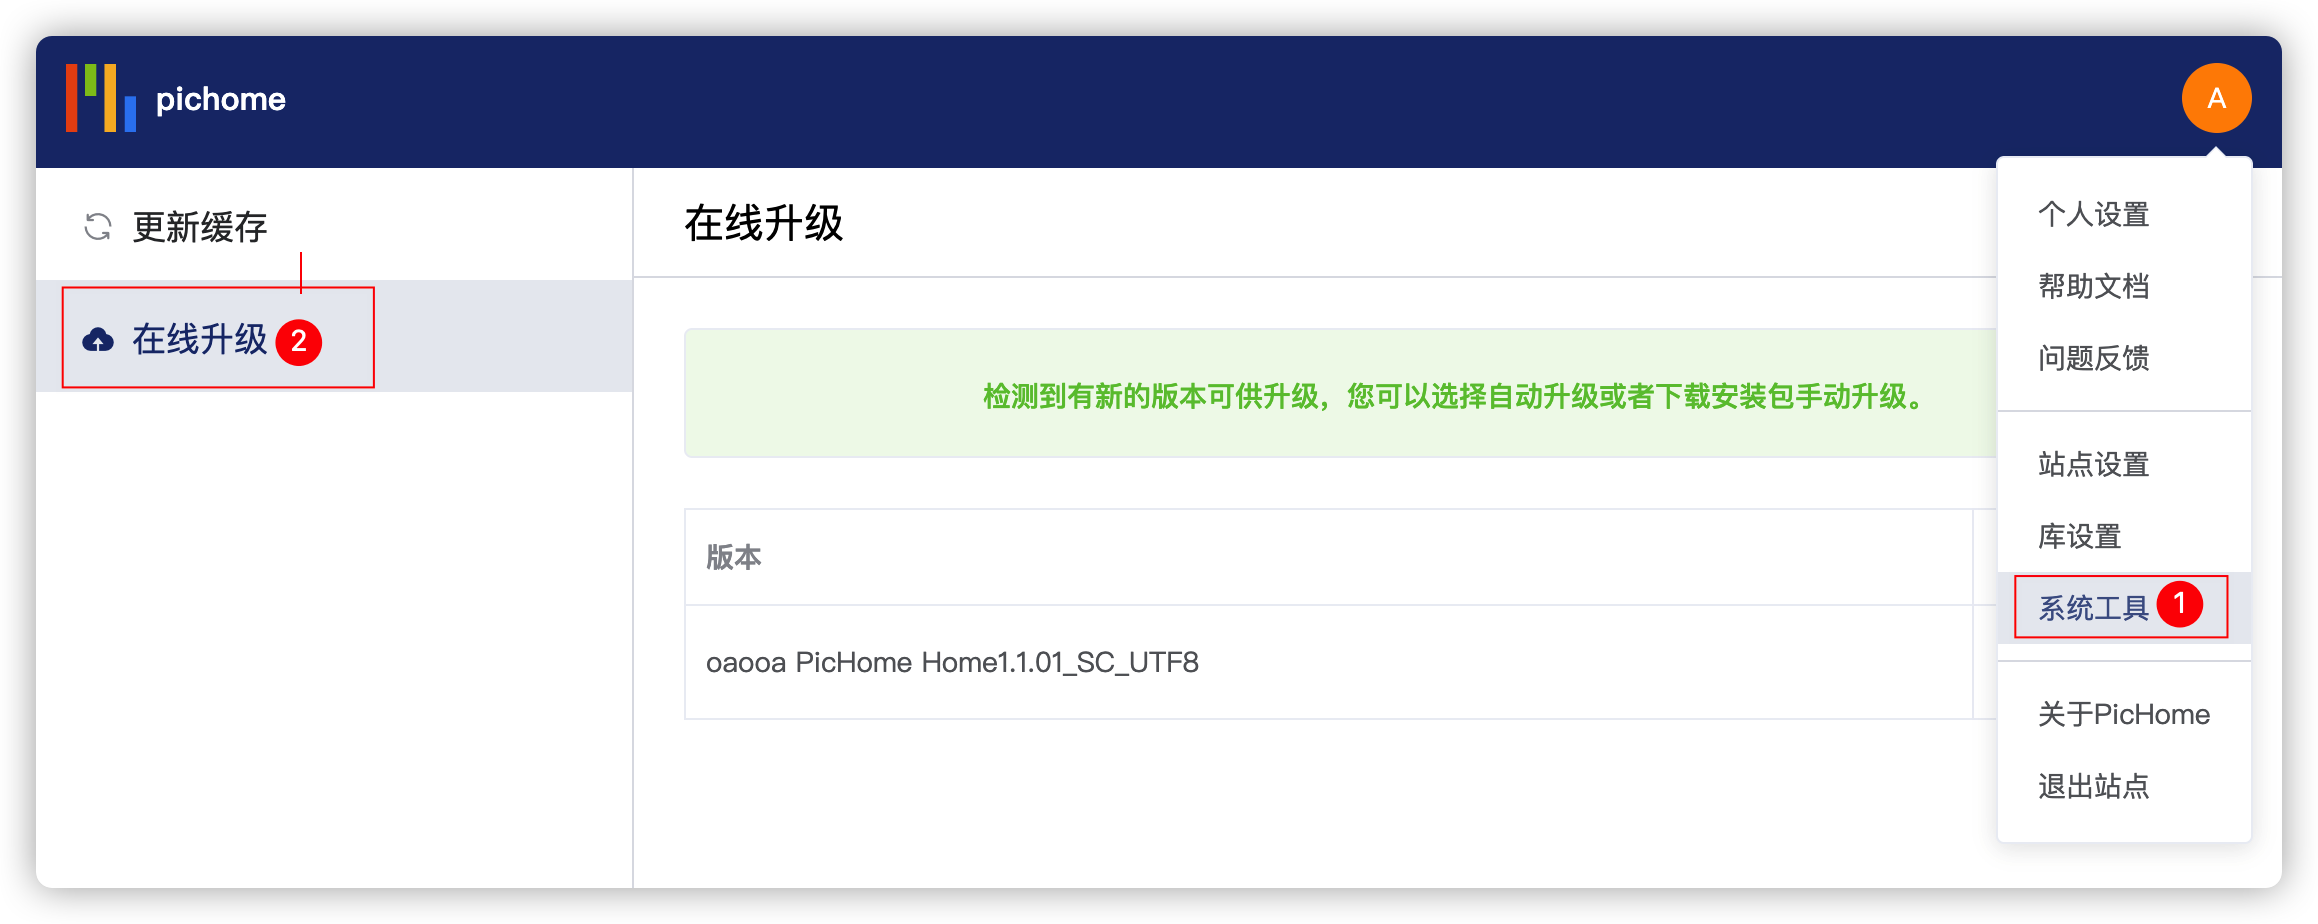 pichome
A
更新缓存
在线升级 2
在线升级
检测到有新的版本可供升级，您可以选择自动升级或者下载安装包手动升级。
版本
oaooa PicHome Home1.1.01_SC_UTF8
个人设置
帮助文档
问题反馈
站点设置
库设置
系统工具 1
关于PicHome
退出站点